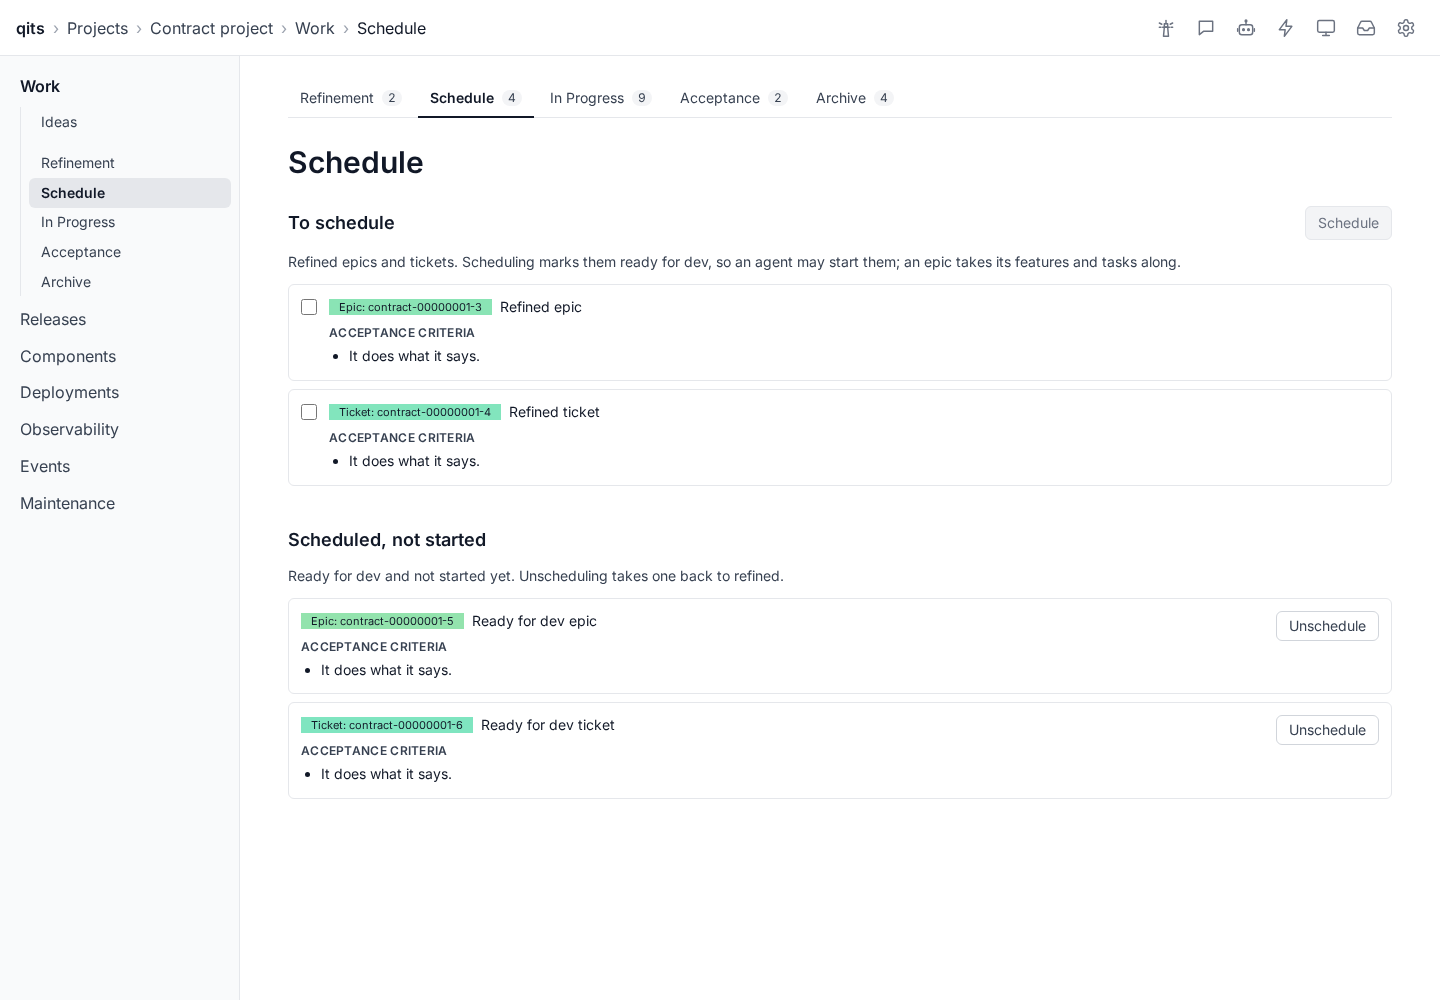 qits › Projects › Contract project › Work › Schedule
Work
Ideas
Refinement
Schedule
In Progress
Acceptance
Archive
Releases
Components
Deployments
Observability
Events
Maintenance
Refinement 2 Schedule 4 In Progress 9 Acceptance 2 Archive 4
Schedule
To schedule
Schedule
Refined epics and tickets. Scheduling marks them ready for dev, so an agent may start them; an epic takes its features and tasks along.
Epic: contract-00000001-3 Refined epic
ACCEPTANCE CRITERIA
• It does what it says.
Ticket: contract-00000001-4 Refined ticket
ACCEPTANCE CRITERIA
• It does what it says.
Scheduled, not started
Ready for dev and not started yet. Unscheduling takes one back to refined.
Epic: contract-00000001-5 Ready for dev epic
Unschedule
ACCEPTANCE CRITERIA
• It does what it says.
Ticket: contract-00000001-6 Ready for dev ticket
Unschedule
ACCEPTANCE CRITERIA
• It does what it says.